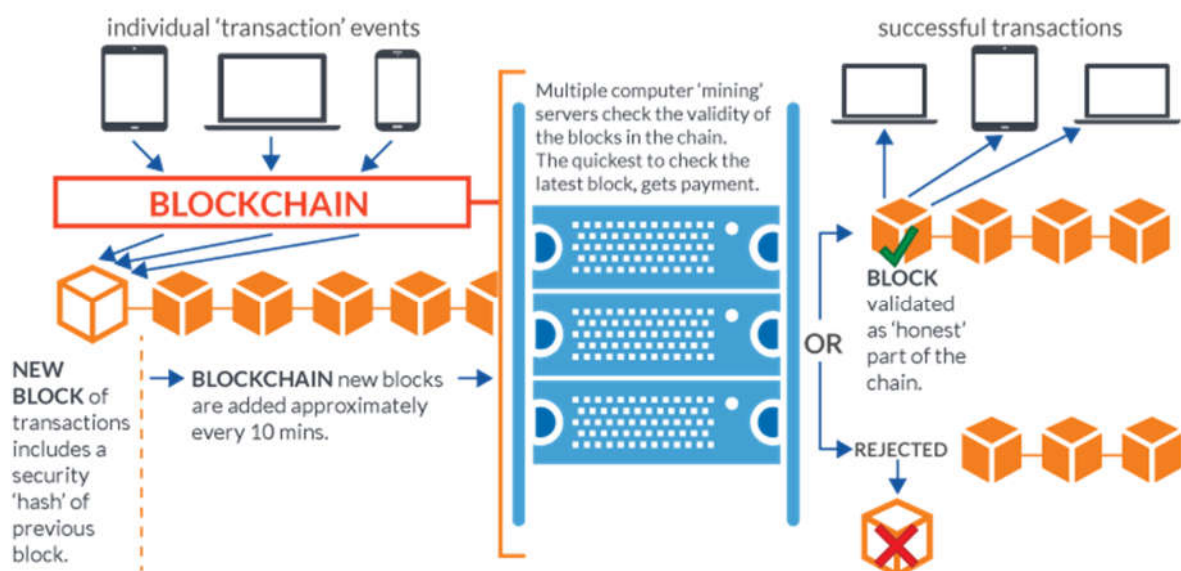 individual ‘transaction’ events
BLOCKCHAIN
NEW
BLOCK of
transactions
includes a
security
‘hash’ of
previous
block.
BLOCKCHAIN new blocks
are added approximately
every 10 mins.
Multiple computer ‘mining’
servers check the validity of
the blocks in the chain.
The quickest to check the
latest block, gets payment.
OR
successful transactions
BLOCK
validated
as ‘honest’
part of the
chain.
REJECTED